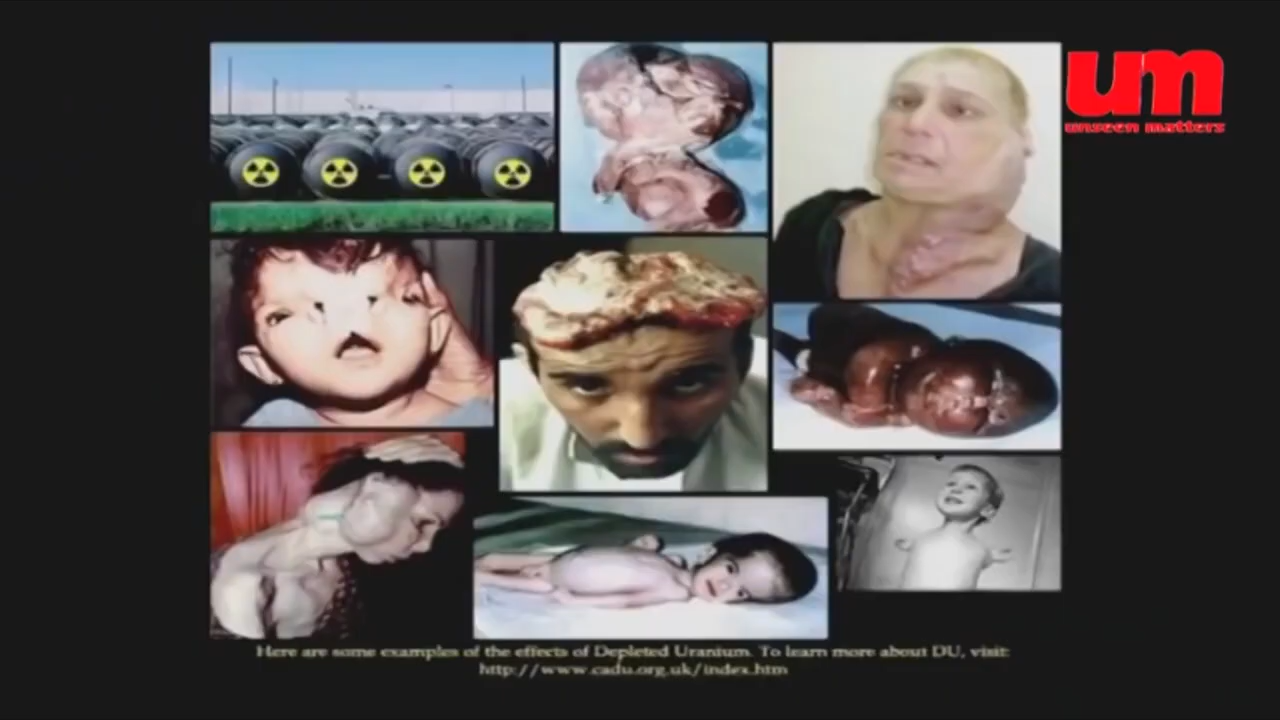 um
unseen matters
Here are some examples of the effects of Depleted Uranium. To learn more about DU, visit:
http://www.cadu.org.uk/index.htm